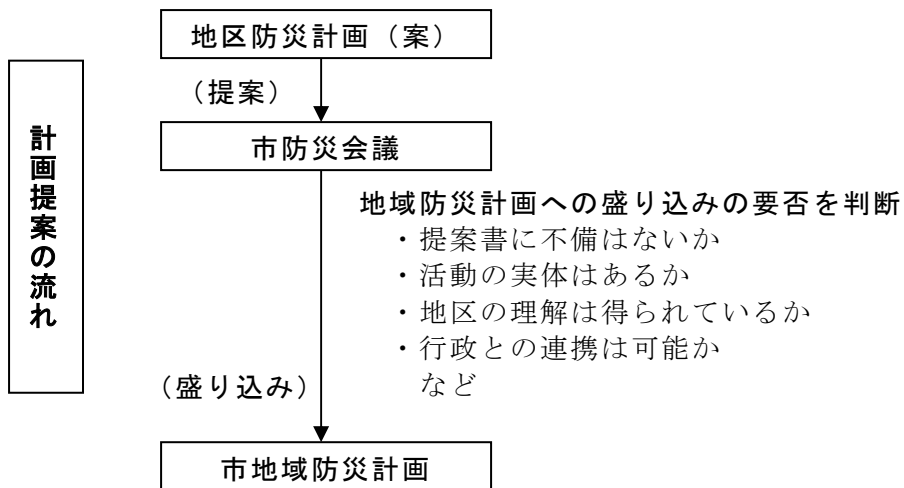 計画提案の流れ
地区防災計画（案）
（提案）
市防災会議
地域防災計画への盛り込みの要否を判断
・提案書に不備はないか
・活動の実体はあるか
・地区の理解は得られているか
・行政との連携は可能か
など
（盛り込み）
市地域防災計画